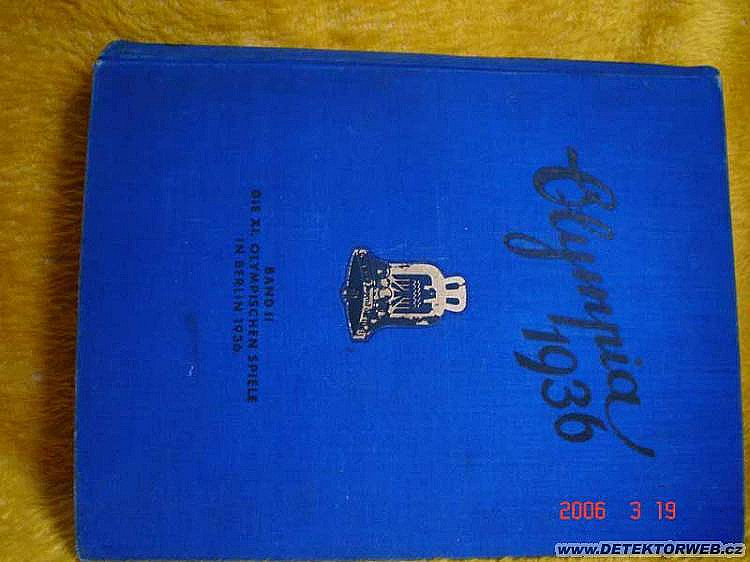 Olympia
1936
BAND II
DIE XI. OLYMPISCHEN SPIELE
IN BERLIN 1936
2006 3 19
www.DETEKTORWEB.cz